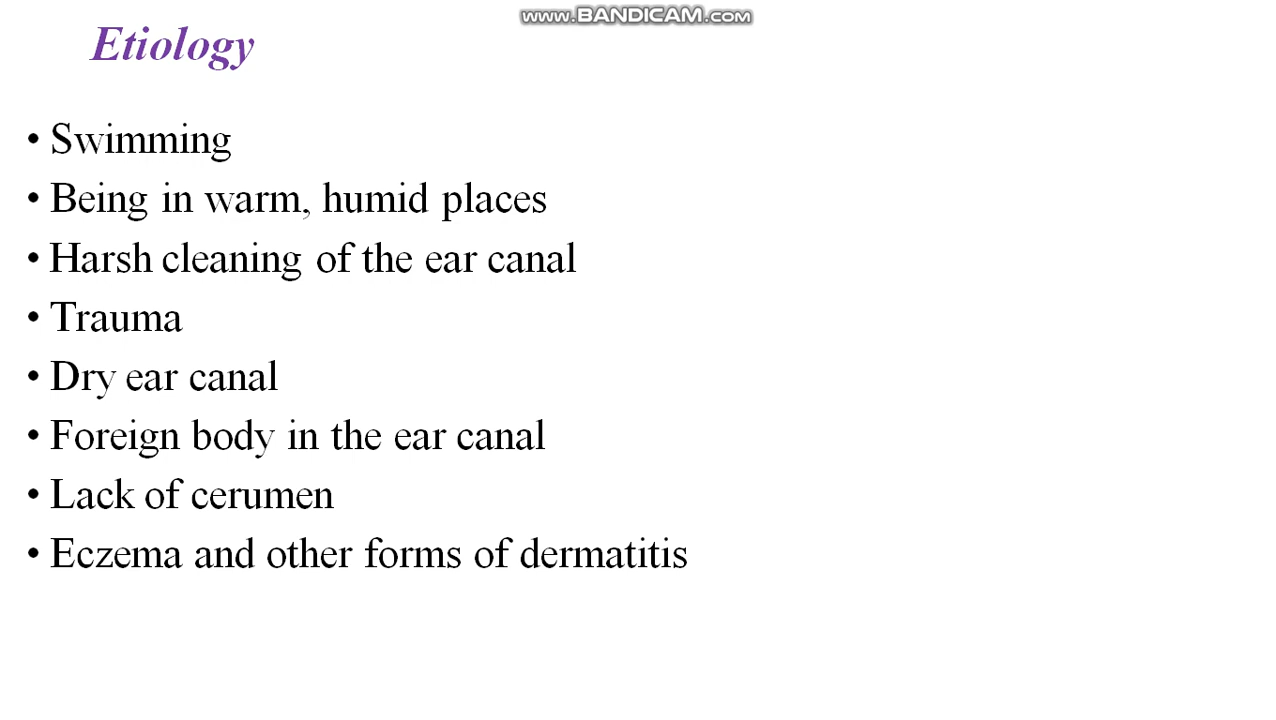 www.BANDICAM.com
Etiology
• Swimming
• Being in warm, humid places
• Harsh cleaning of the ear canal
• Trauma
• Dry ear canal
• Foreign body in the ear canal
• Lack of cerumen
• Eczema and other forms of dermatitis